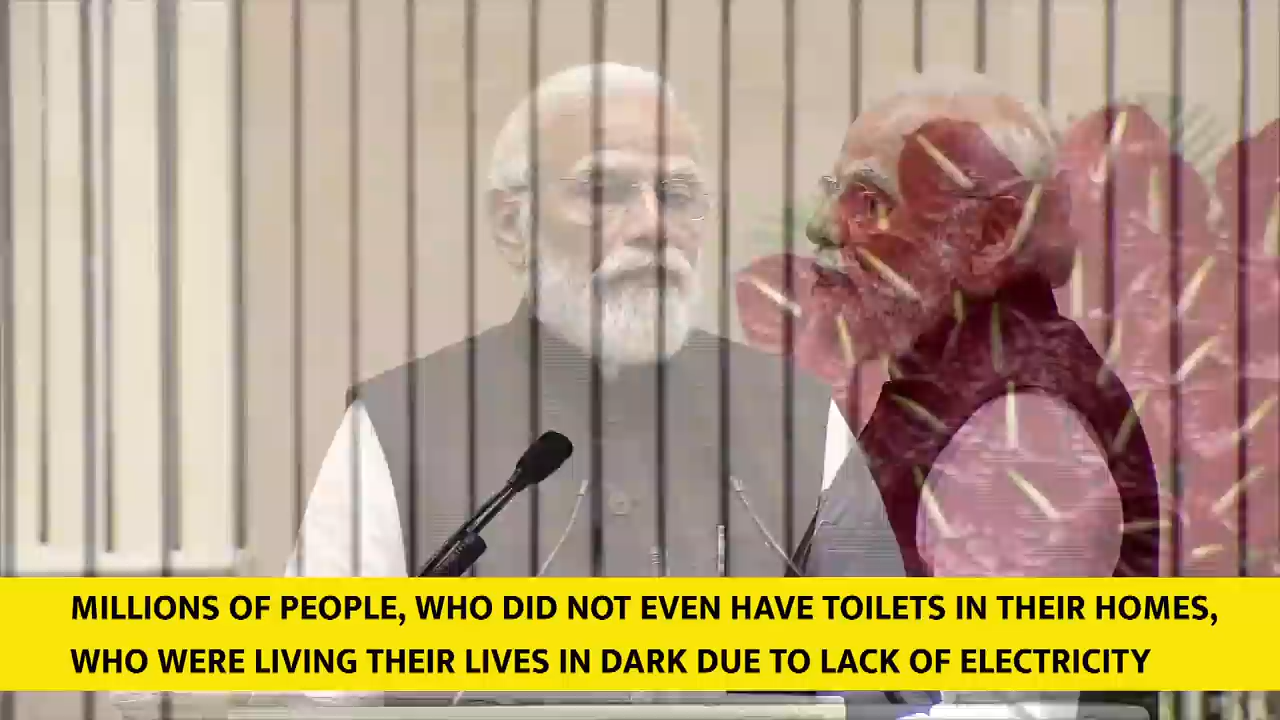 MILLIONS OF PEOPLE, WHO DID NOT EVEN HAVE TOILETS IN THEIR HOMES,
WHO WERE LIVING THEIR LIVES IN DARK DUE TO LACK OF ELECTRICITY